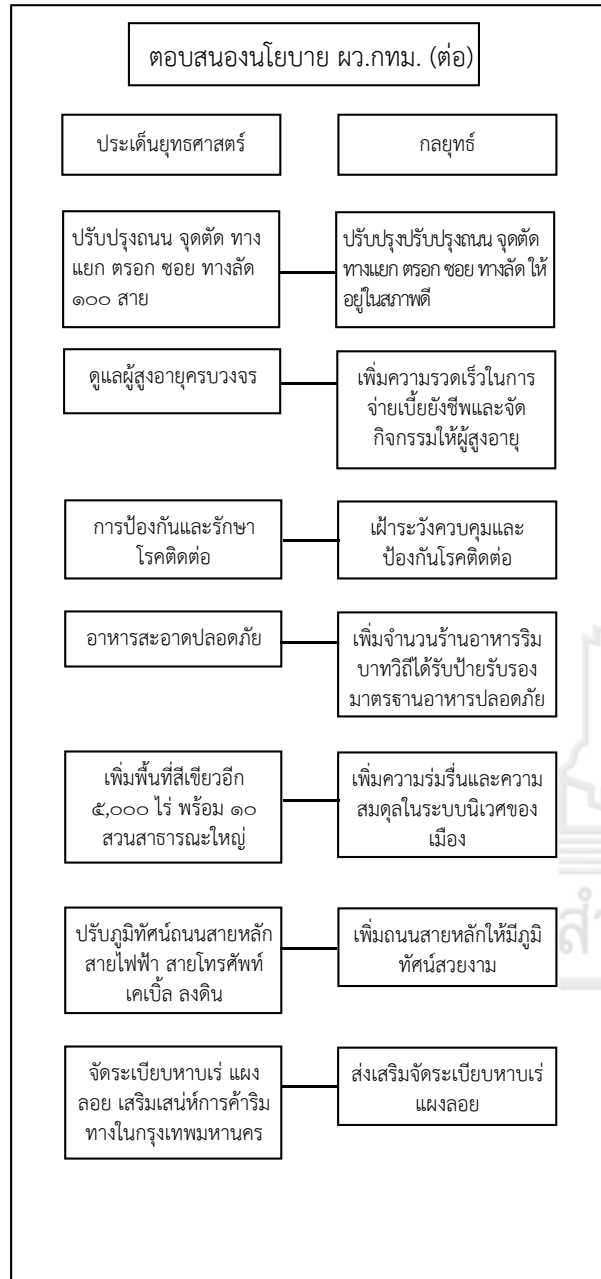 ตอบสนองนโยบาย ผว.กทม. (ต่อ)
ประเด็นยุทธศาสตร์
กลยุทธ์
ปรับปรุงถนน จุดตัด ทาง
แยก ตรอก ซอย ทางลัด
๑๐๐ สาย
ปรับปรุงปรับปรุงถนน จุดตัด
ทางแยก ตรอก ซอย ทางลัด ให้
อยู่ในสภาพดี
ดูแลผู้สูงอายุครบวงจร
เพิ่มความรวดเร็วในการ
จ่ายเบี้ยยังชีพและจัด
กิจกรรมให้ผู้สูงอายุ
การป้องกันและรักษา
โรคติดต่อ
เฝ้าระวังควบคุมและ
ป้องกันโรคติดต่อ
อาหารสะอาดปลอดภัย
เพิ่มจำนวนร้านอาหารริม
บาทวิถีได้รับป้ายรับรอง
มาตรฐานอาหารปลอดภัย
เพิ่มพื้นที่สีเขียวอีก
๕,๐๐๐ ไร่ พร้อม ๑๐
สวนสาธารณะใหญ่
เพิ่มความร่มรื่นและความ
สมดุลในระบบนิเวศของ
เมือง
ปรับภูมิทัศน์ถนนสายหลัก
สายไฟฟ้า สายโทรศัพท์
เคเบิ้ล ลงดิน
เพิ่มถนนสายหลักให้มีภูมิ
ทัศน์สวยงาม
จัดระเบียบหาบเร่ แผง
ลอย เสริมเสน่ห์การค้าริม
ทางในกรุงเทพมหานคร
ส่งเสริมจัดระเบียบหาบเร่
แผงลอย